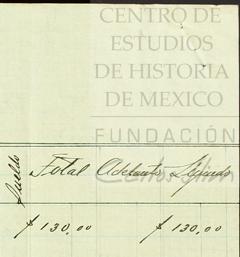 CENTRO DE
ESTUDIOS
DE HISTORIA
DE MEXICO
FUNDACIÓN
Sueldo Total Adelanto Líquido
$ 130,00 $ 130.00